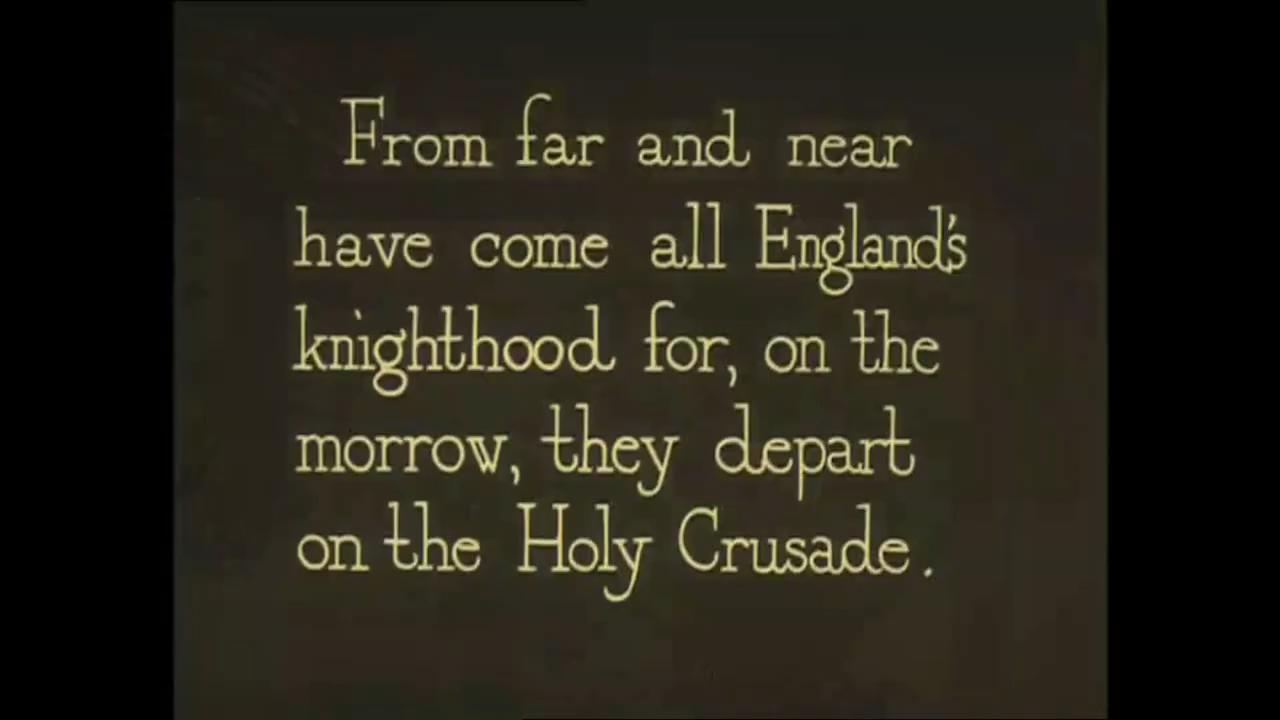 From far and near
have come all England's
knighthood for, on the
morrow, they depart
on the Holy Crusade.